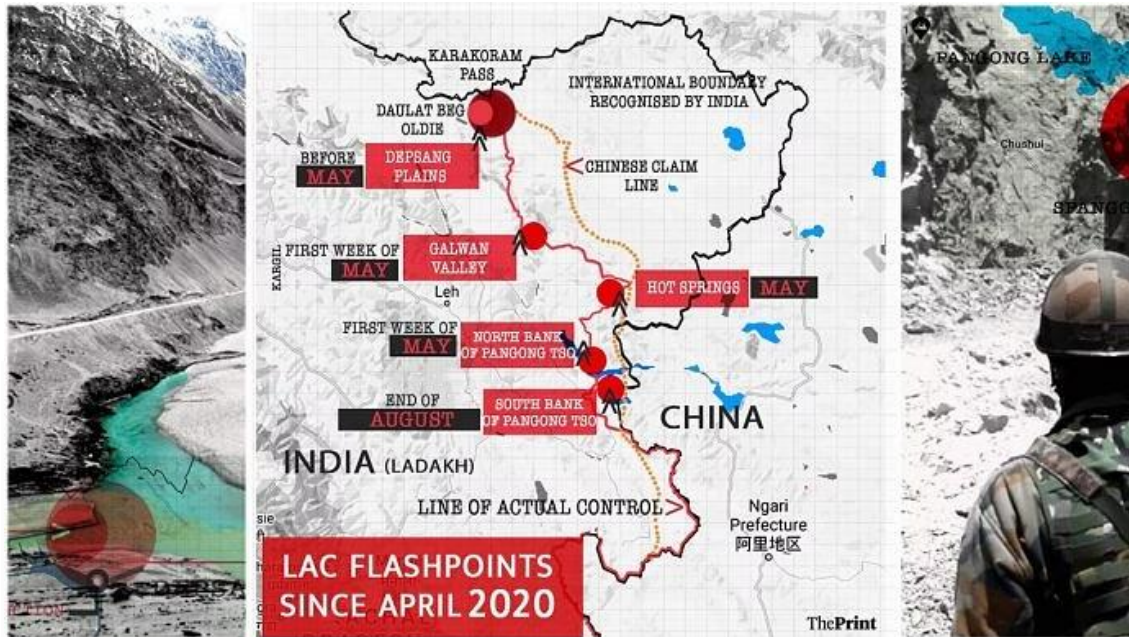 KARAKORAM
PASS
DAULAT BEG
OLDIE
INTERNATIONAL BOUNDARY
RECOGNISED BY INDIA
BEFORE
MAY
DEPSANG
PLAINS
CHINESE CLAIM
LINE
FIRST WEEK OF
MAY
GALWAN
VALLEY
KARGIL
Leh
HOT SPRINGS
MAY
FIRST WEEK OF
MAY
NORTH BANK
OF PANGONG TSO
END OF
AUGUST
SOUTH BANK
OF PANGONG TSO
CHINA
INDIA (LADAKH)
LINE OF ACTUAL CONTROL
Ngari
Prefecture
阿里地区
LAC FLASHPOINTS
SINCE APRIL 2020
ThePrint
PANGONG LAKE
Chushul
SPANGG